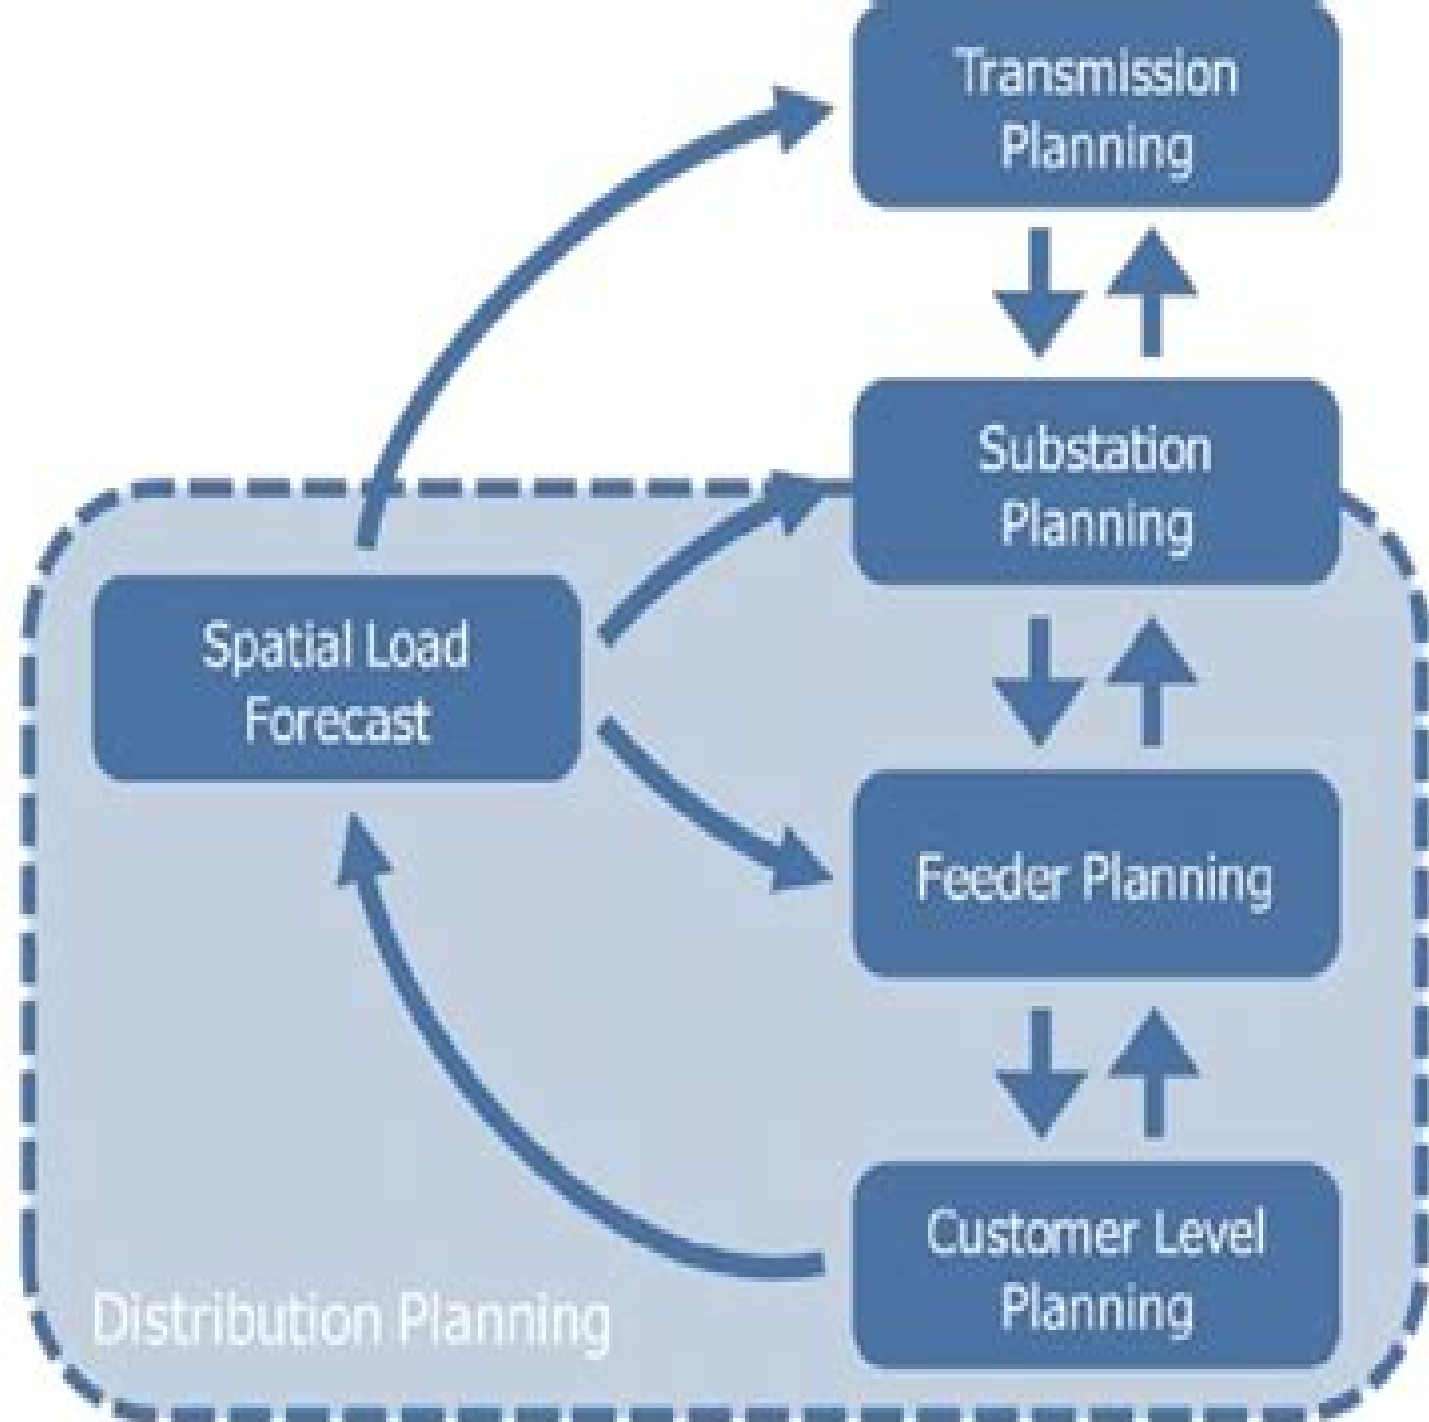 Transmission
Planning
Substation
Planning
Spatial Load
Forecast
Feeder Planning
Customer Level
Planning
Distribution Planning